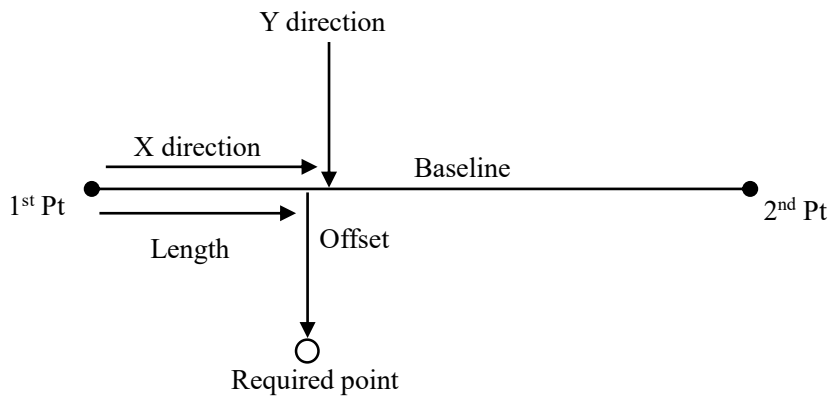 Y direction
X direction
Baseline
1st Pt
2nd Pt
Length
Offset
Required point